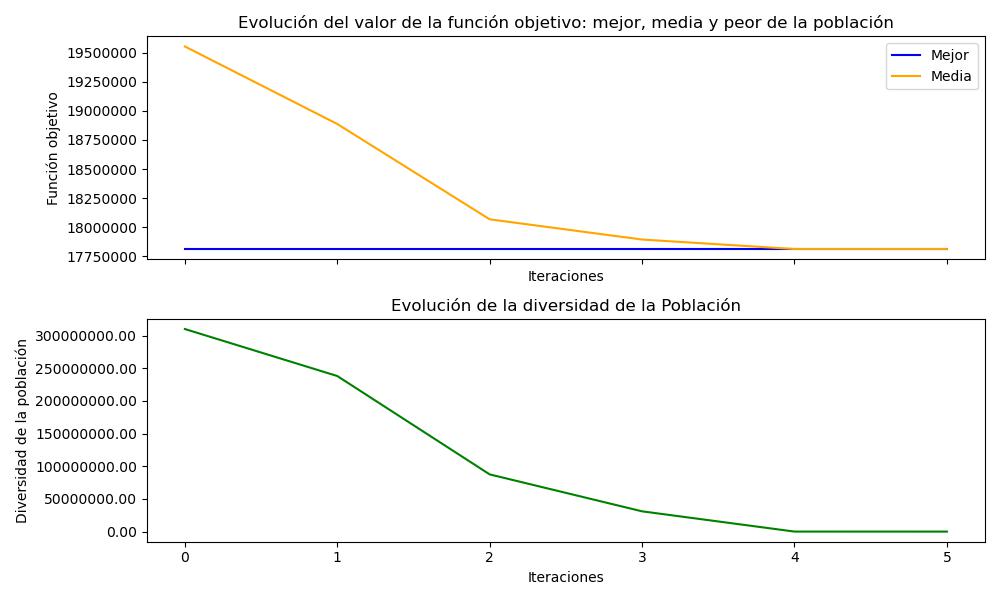 Evolución del valor de la función objetivo: mejor, media y peor de la población
Función objetivo
19500000
19250000
19000000
18750000
18500000
18250000
18000000
17750000
Mejor
Media
Iteraciones
Evolución de la diversidad de la Población
Diversidad de la población
300000000.00
250000000.00
200000000.00
150000000.00
100000000.00
50000000.00
0.00
0 1 2 3 4 5
Iteraciones